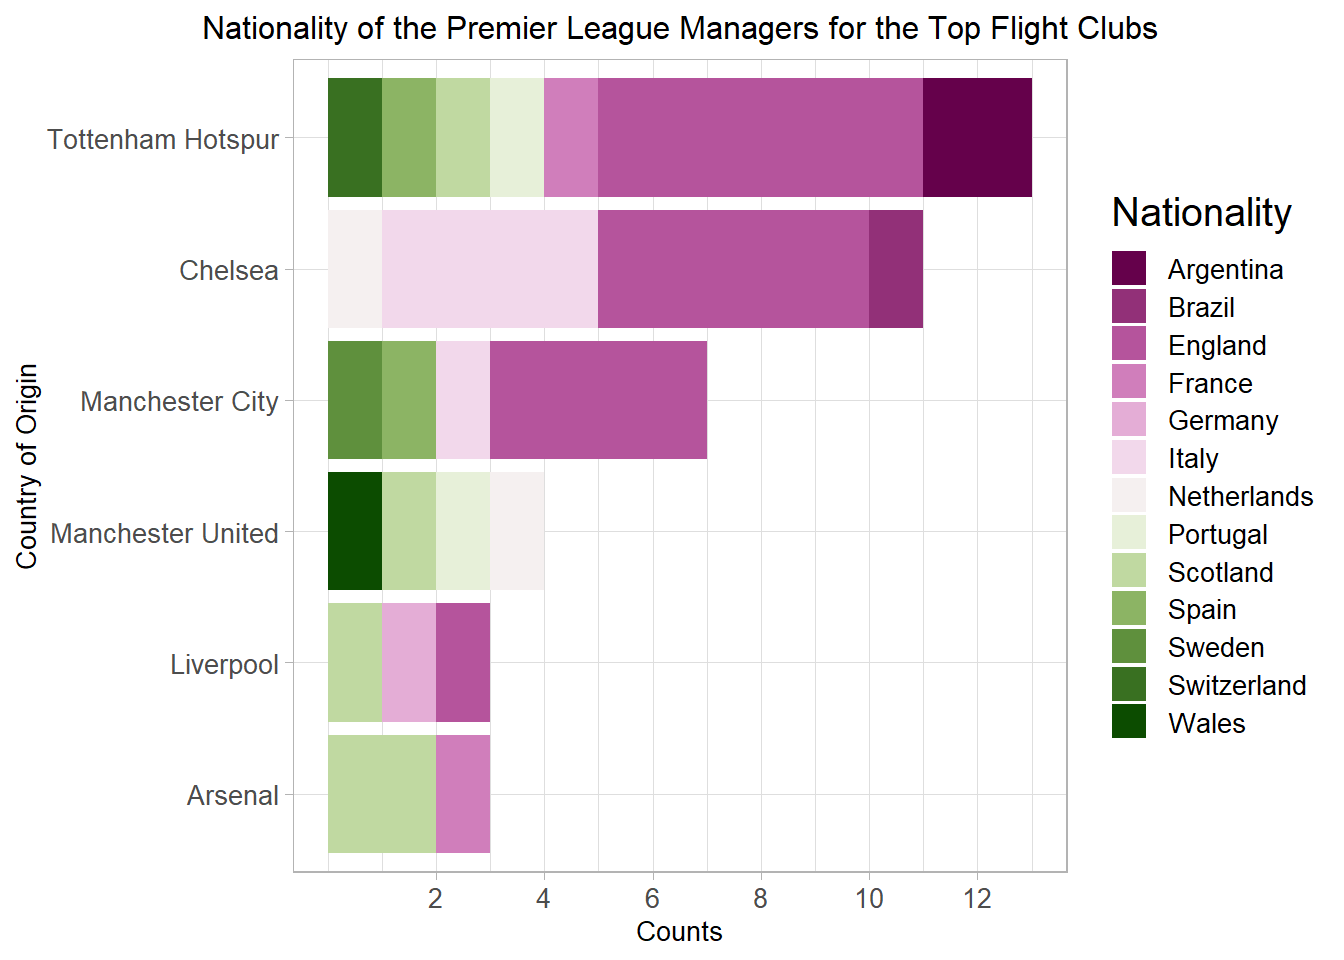 Nationality of the Premier League Managers for the Top Flight Clubs
Country of Origin
Tottenham Hotspur
Chelsea
Manchester City
Manchester United
Liverpool
Arsenal
2 4 6 8 10 12
Counts
Nationality
Argentina
Brazil
England
France
Germany
Italy
Netherlands
Portugal
Scotland
Spain
Sweden
Switzerland
Wales